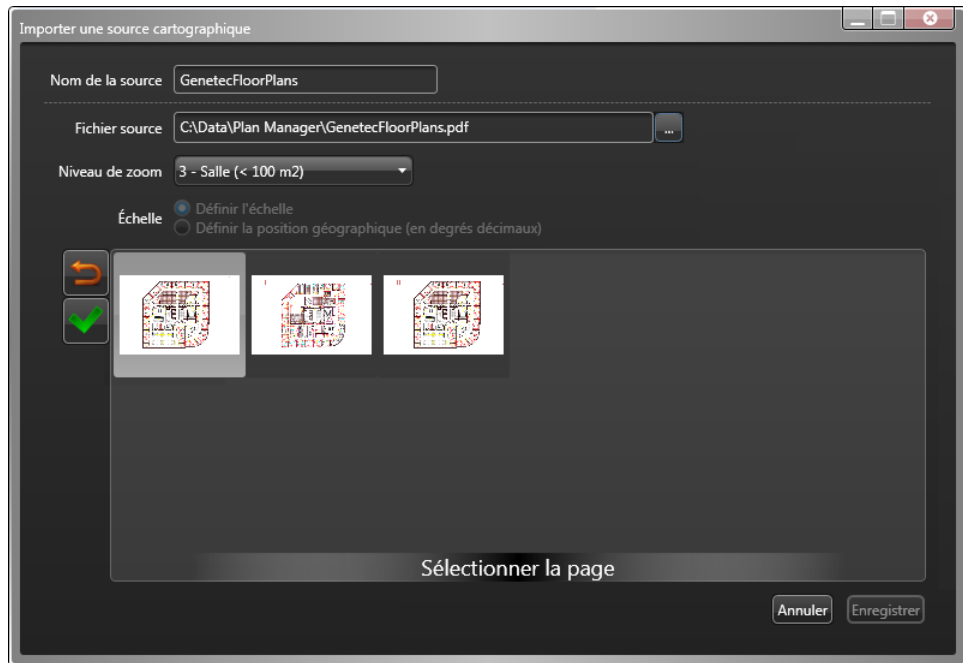 Importer une source cartographique
Nom de la source GenetecFloorPlans
Fichier source C:\Data\Plan Manager\GenetecFloorPlans.pdf ...
Niveau de zoom 3 - Salle (< 100 m2)
Échelle Définir l'échelle
Définir la position géographique (en degrés décimaux)
Sélectionner la page
Annuler Enregistrer